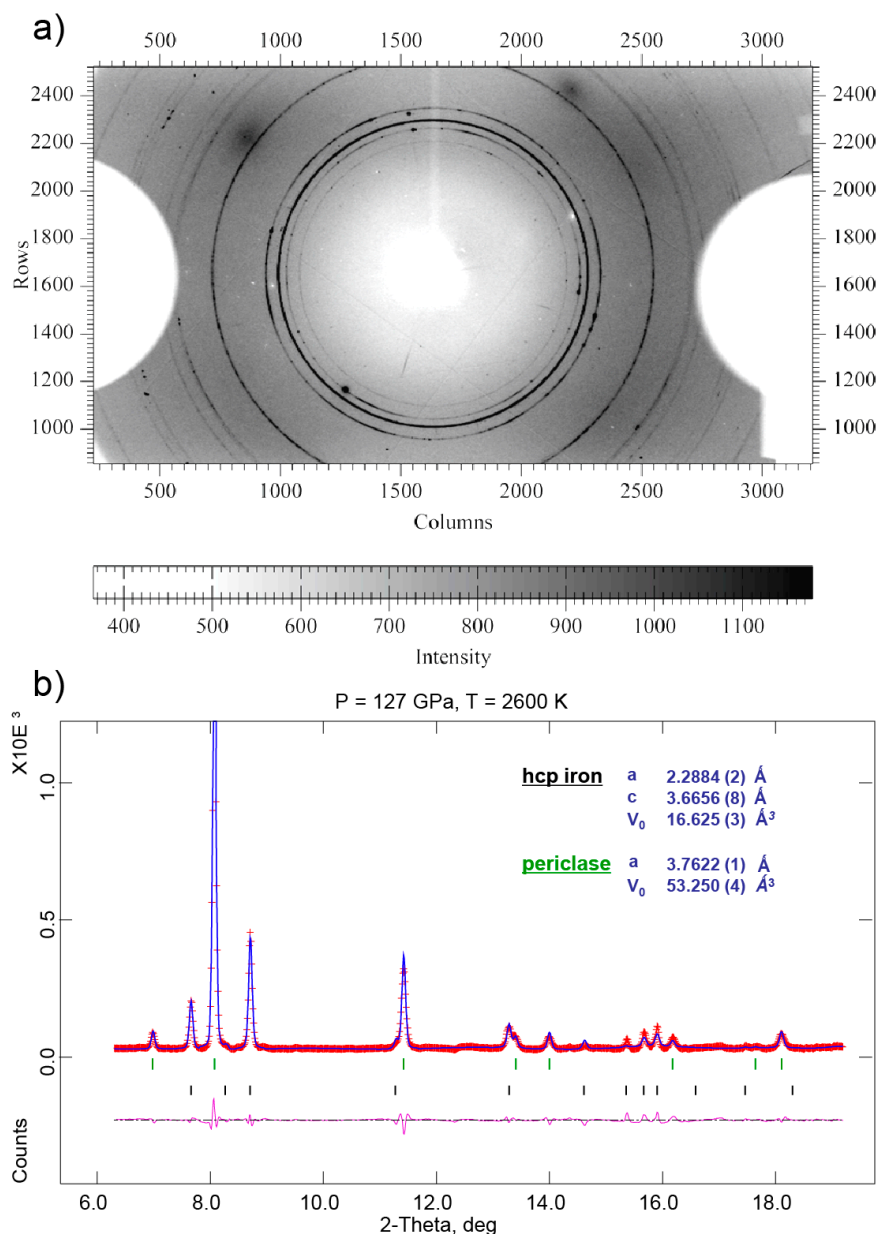 a)
500 1000 1500 2000 2500 3000
2400 2400
2200 2200
2000 2000
1800 1800
1600 1600
1400 1400
1200 1200
1000 1000
Rows
500 1000 1500 2000 2500 3000
Columns
400 500 600 700 800 900 1000 1100
Intensity
b)
P = 127 GPa, T = 2600 K
X10E ³
1.0
hcp iron a 2.2884 (2) Ǻ
c 3.6656 (8) Ǻ
V₀ 16.625 (3) Ǻ³
periclase a 3.7622 (1) Ǻ
V₀ 53.250 (4) Ǻ³
0.5
0.0
Counts
6.0 8.0 10.0 12.0 14.0 16.0 18.0
2-Theta, deg